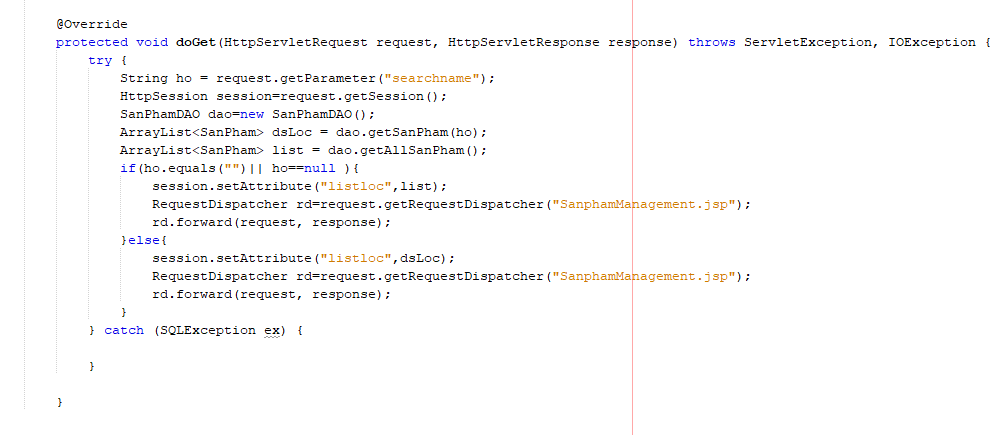 @Override
protected void doGet(HttpServletRequest request, HttpServletResponse response) throws ServletException, IOException {
try {
String ho = request.getParameter("searchname");
HttpSession session=request.getSession();
SanPhamDAO dao=new SanPhamDAO();
ArrayList<SanPham> dsLoc = dao.getSanPham(ho);
ArrayList<SanPham> list = dao.getAllSanPham();
if(ho.equals("")|| ho==null ){
session.setAttribute("listloc",list);
RequestDispatcher rd=request.getRequestDispatcher("SanphamManagement.jsp");
rd.forward(request, response);
}else{
session.setAttribute("listloc",dsLoc);
RequestDispatcher rd=request.getRequestDispatcher("SanphamManagement.jsp");
rd.forward(request, response);
}
} catch (SQLException ex) {
}
}